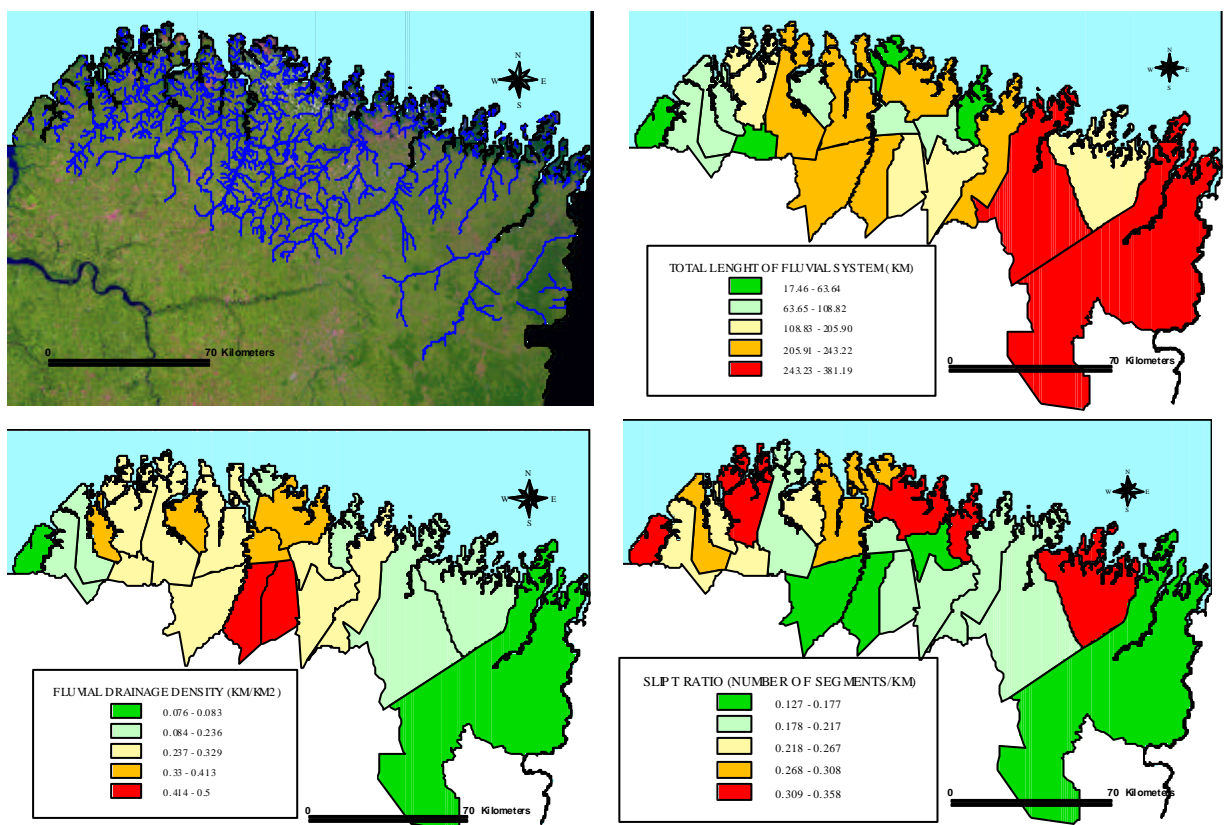 N
W E
S
0 70 Kilometers
N
W E
S
TOTAL LENGHT OF FLUVIAL SYSTEM (KM)
17.46 - 63.64
63.65 - 108.82
108.83 - 205.90
205.91 - 243.22
243.23 - 381.19
0 70 Kilometers
N
W E
S
FLUVIAL DRAINAGE DENSITY (KM/KM2)
0.076 - 0.083
0.084 - 0.236
0.237 - 0.329
0.33 - 0.413
0.414 - 0.5
0 70 Kilometers
N
W E
S
SLIPT RATIO (NUMBER OF SEGMENTS/KM)
0.127 - 0.177
0.178 - 0.217
0.218 - 0.267
0.268 - 0.308
0.309 - 0.358
0 70 Kilometers